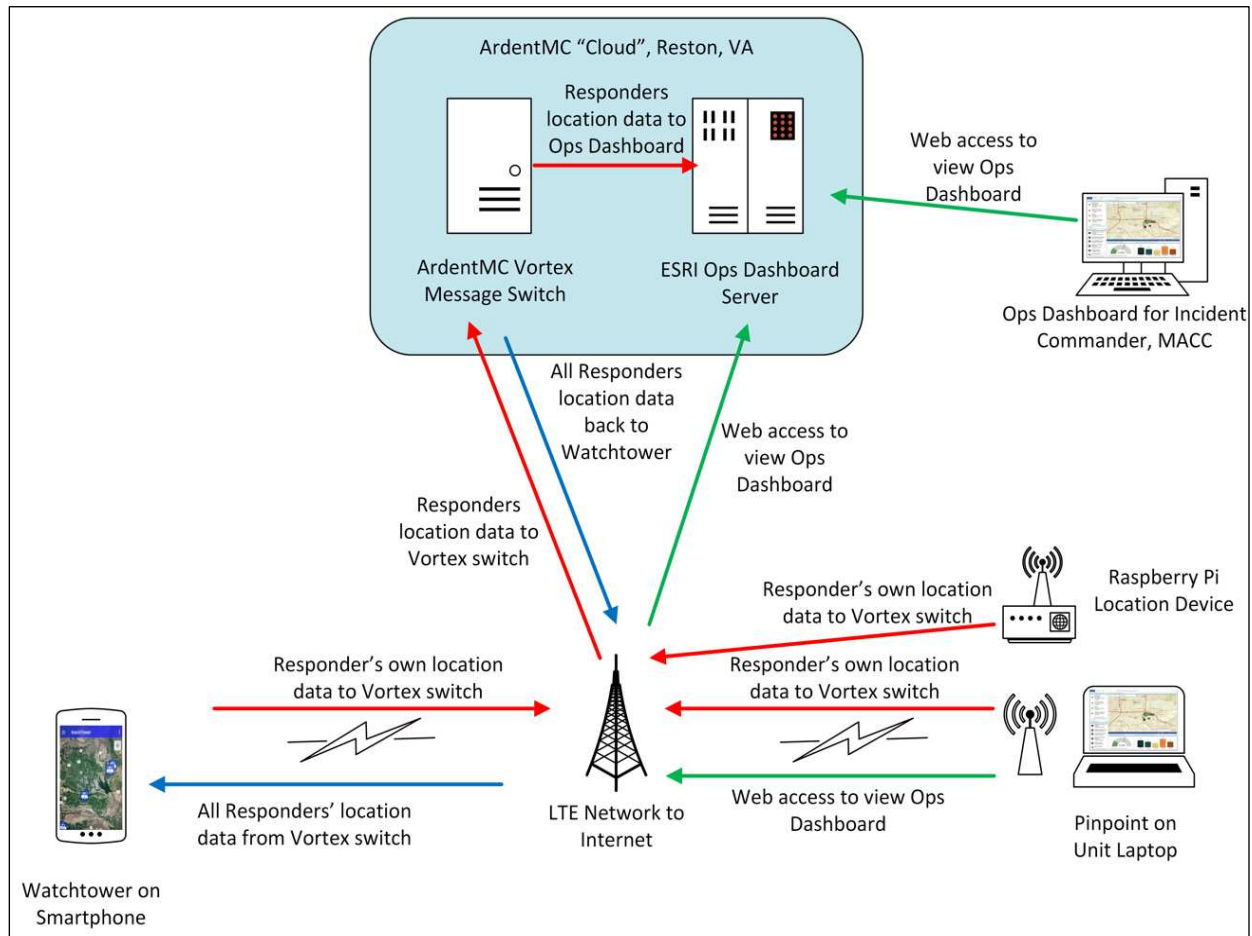 ArdentMC “Cloud”, Reston, VA
Responders
location data to
Ops Dashboard
Web access to
view Ops
Dashboard
ArdentMC Vortex
Message Switch
ESRI Ops Dashboard
Server
Ops Dashboard for Incident
Commander, MACC
All Responders
location data
back to
Watchtower
Web access to
view Ops
Dashboard
Responders
location data to
Vortex switch
Responder’s own location
data to Vortex switch
Raspberry Pi
Location Device
Responder’s own location
data to Vortex switch
Responder’s own location
data to Vortex switch
All Responders’ location
data from Vortex switch
LTE Network to
Internet
Web access to view Ops
Dashboard
Pinpoint on
Unit Laptop
Watchtower on
Smartphone